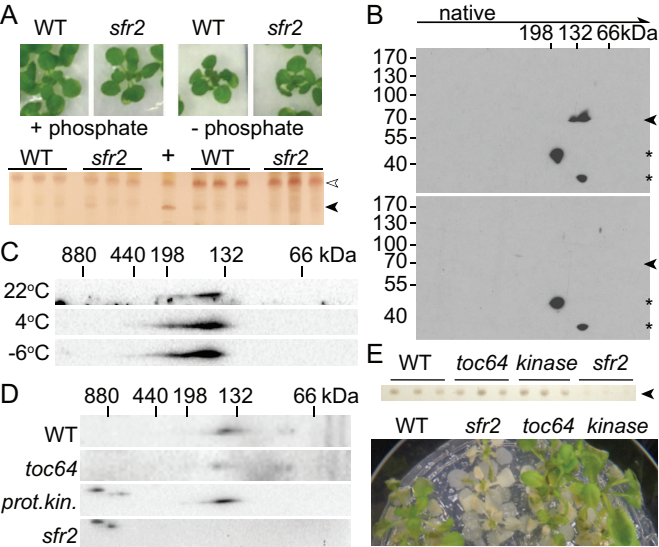 A
WT sfr2 WT sfr2
+ phosphate - phosphate
WT sfr2 + WT sfr2
B
native
198 132 66kDa
170
130
100
70
55
40
*
*
170
130
100
70
55
40
*
*
C
880 440 198 132 66 kDa
22°C
4°C
-6°C
D
880 440 198 132 66 kDa
WT
toc64
prot.kin.
sfr2
E
WT toc64 kinase sfr2
WT sfr2 toc64 kinase